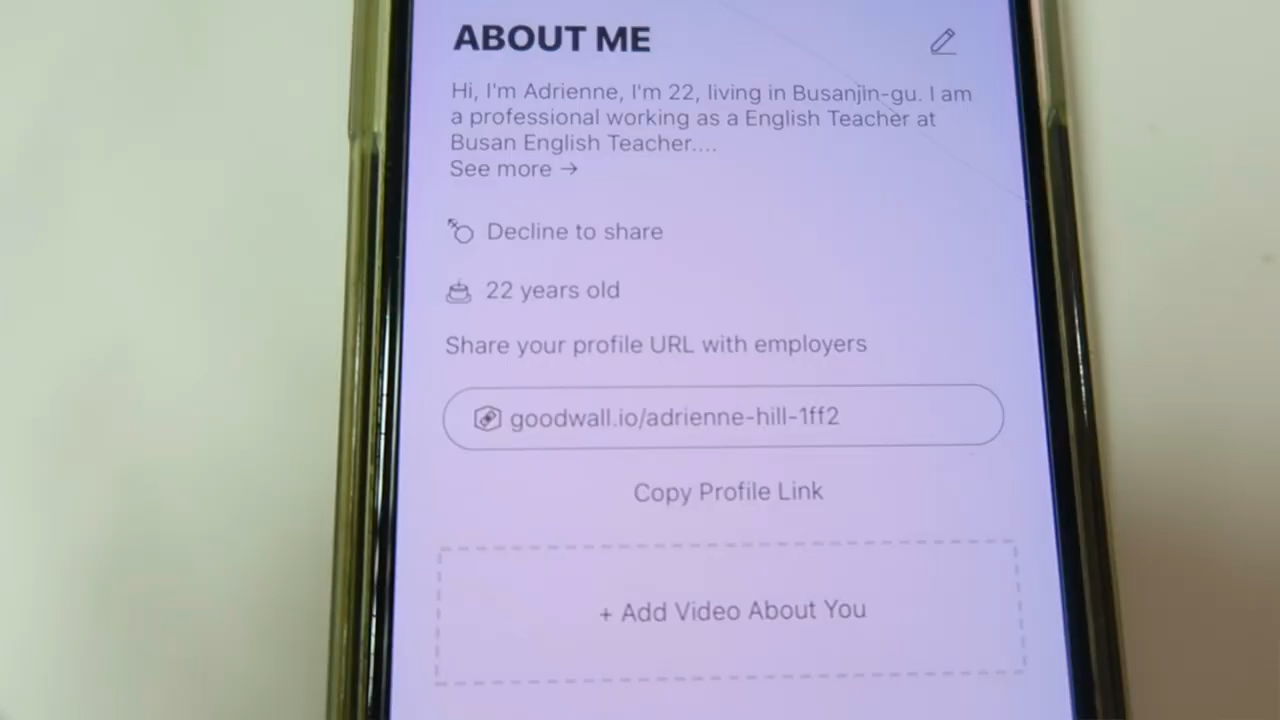 ABOUT ME
Hi, I'm Adrienne, I'm 22, living in Busanjin-gu. I am
a professional working as a English Teacher at
Busan English Teacher....
See more →
Decline to share
22 years old
Share your profile URL with employers
goodwall.io/adrienne-hill-1ff2
Copy Profile Link
+ Add Video About You